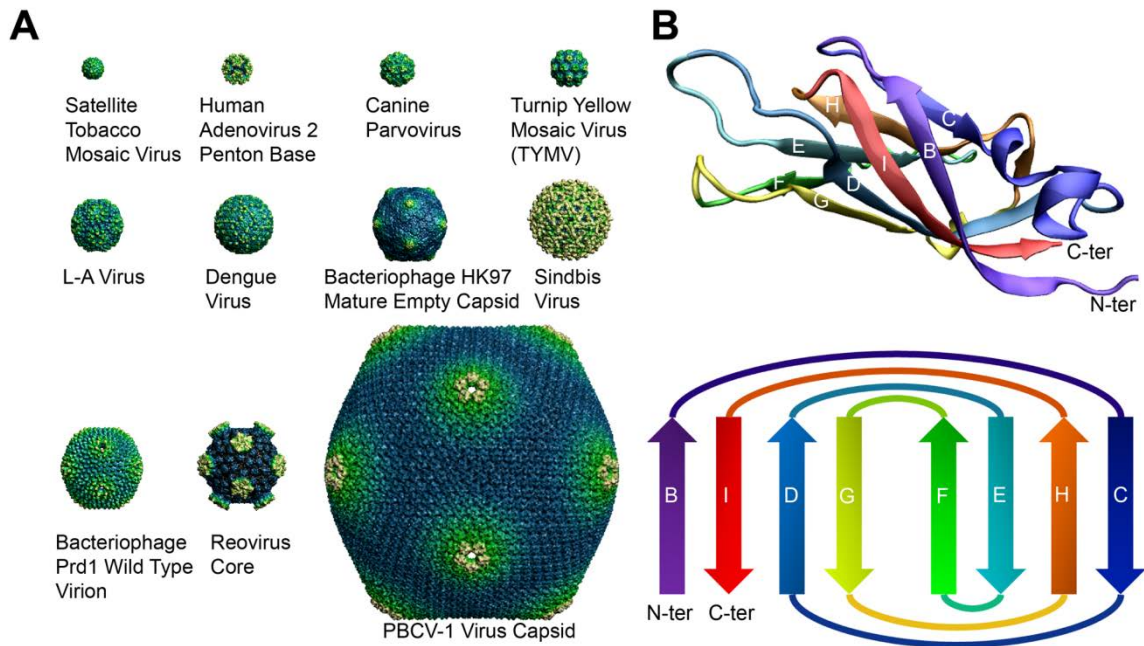 A
Satellite
Tobacco
Mosaic Virus
Human
Adenovirus 2
Penton Base
Canine
Parvovirus
Turnip Yellow
Mosaic Virus
(TYMV)
L-A Virus
Dengue
Virus
Bacteriophage HK97
Mature Empty Capsid
Sindbis
Virus
Bacteriophage
Prd1 Wild Type
Virion
Reovirus
Core
PBCV-1 Virus Capsid
B
H
C
E
B
I
F
D
G
C-ter
N-ter
B I D G F E H C
N-ter C-ter